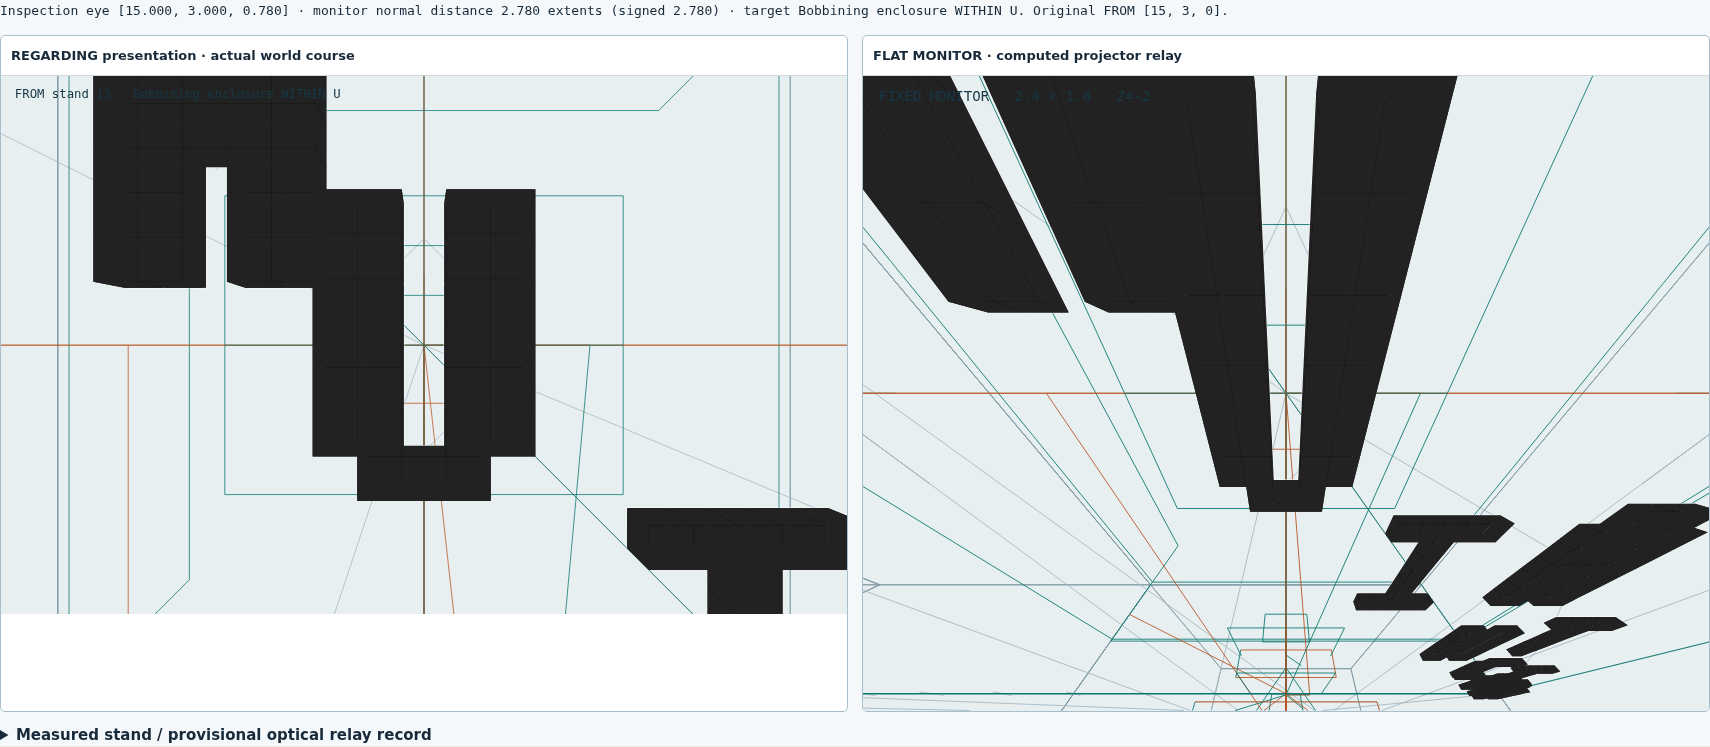 Inspection eye [15.000, 3.000, 0.780] · monitor normal distance 2.780 extents (signed 2.780) · target Bobbining enclosure WITHIN U. Original FROM [15, 3, 0].
REGARDING presentation · actual world course
FROM stand 13 · Bobbining enclosure WITHIN U
U
FLAT MONITOR · computed projector relay
FIXED MONITOR · 2.4 × 1.8 · Z=-2
U
I
▶ Measured stand / provisional optical relay record